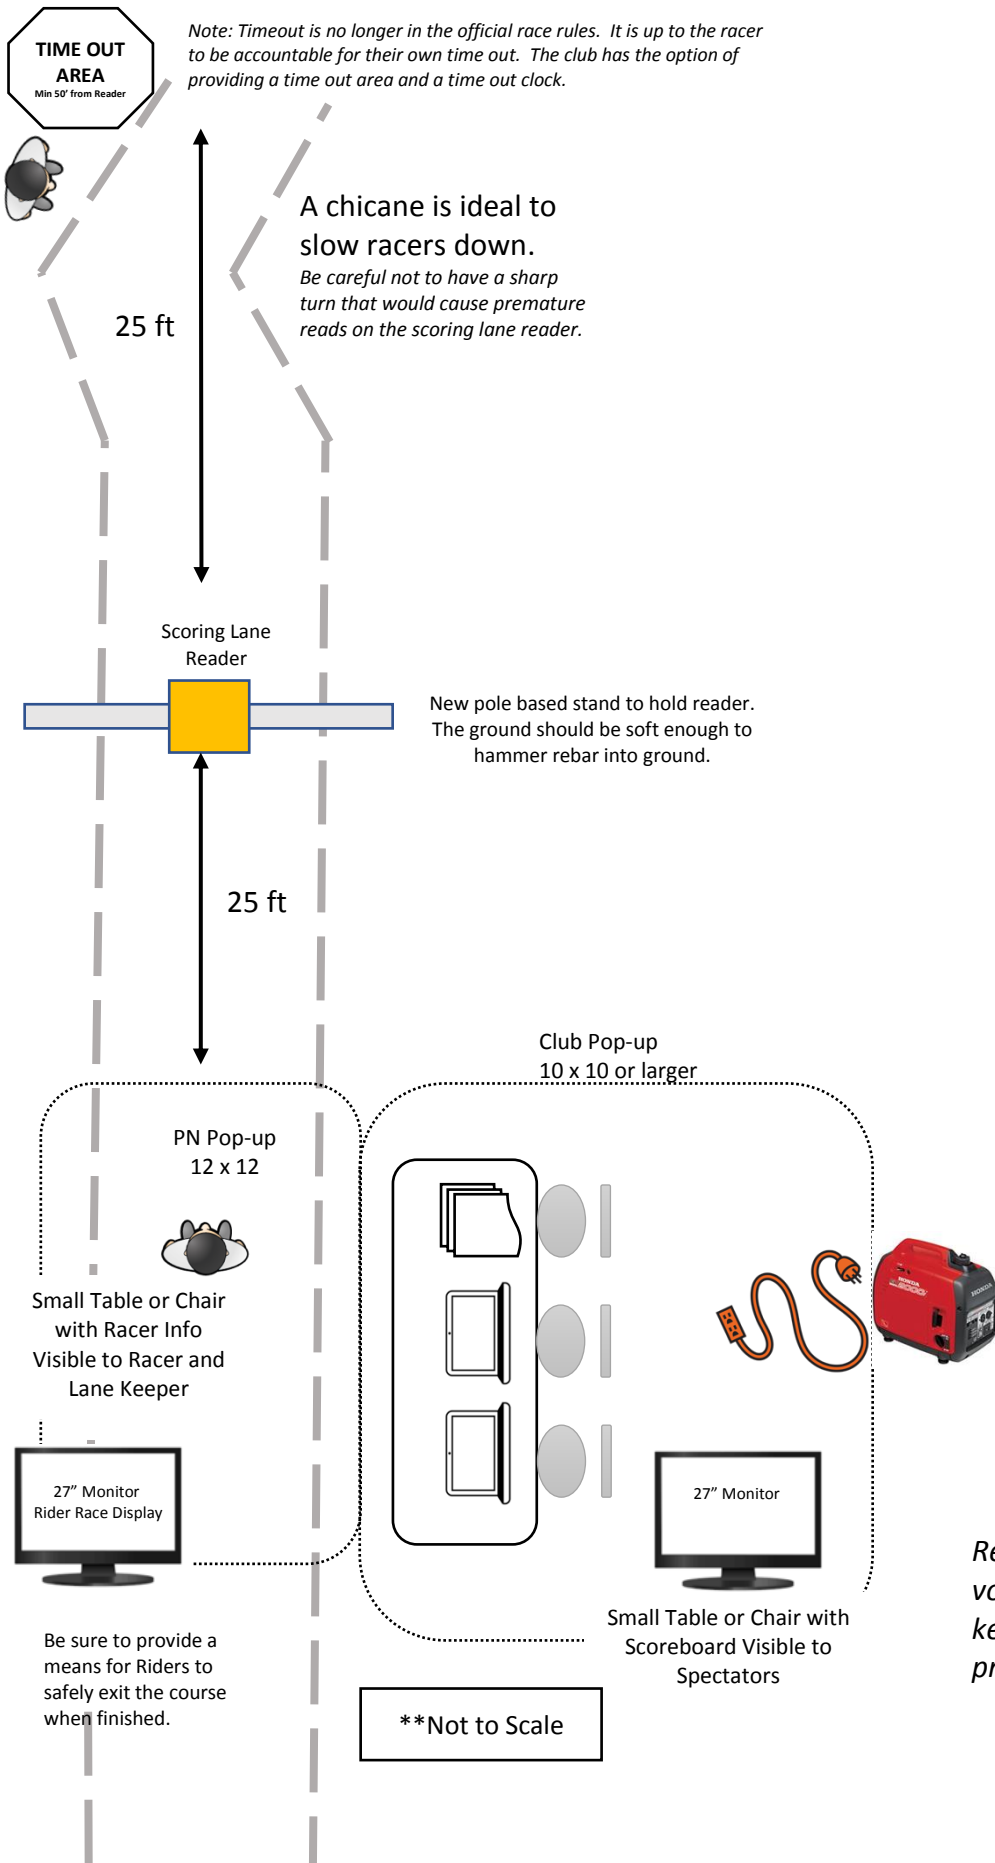 TIME OUT
AREA
Min 50' from Reader
Note: Timeout is no longer in the official race rules.  It is up to the racer
to be accountable for their own time out.  The club has the option of
providing a time out area and a time out clock.
A chicane is ideal to
slow racers down.
Be careful not to have a sharp
turn that would cause premature
reads on the scoring lane reader.
25 ft
Scoring Lane
Reader
New pole based stand to hold reader.
The ground should be soft enough to
hammer rebar into ground.
25 ft
Club Pop-up
10 x 10 or larger
PN Pop-up
12 x 12
HONDA
Small Table or Chair
with Racer Info
Visible to Racer and
Lane Keeper
27” Monitor
Rider Race Display
27” Monitor
Small Table or Chair with
Scoreboard Visible to
Spectators
Be sure to provide a
means for Riders to
safely exit the course
when finished.
**Not to Scale